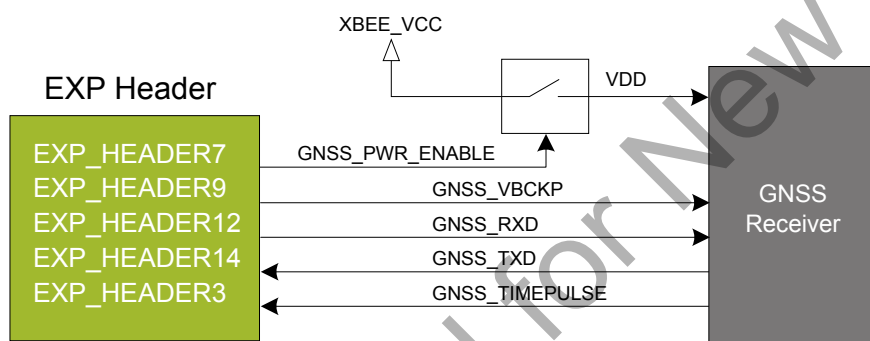 XBEE_VCC
VDD
EXP Header
EXP_HEADER7
EXP_HEADER9
EXP_HEADER12
EXP_HEADER14
EXP_HEADER3
GNSS_PWR_ENABLE
GNSS_VBCKP
GNSS_RXD
GNSS_TXD
GNSS_TIMEPULSE
GNSS
Receiver
for New